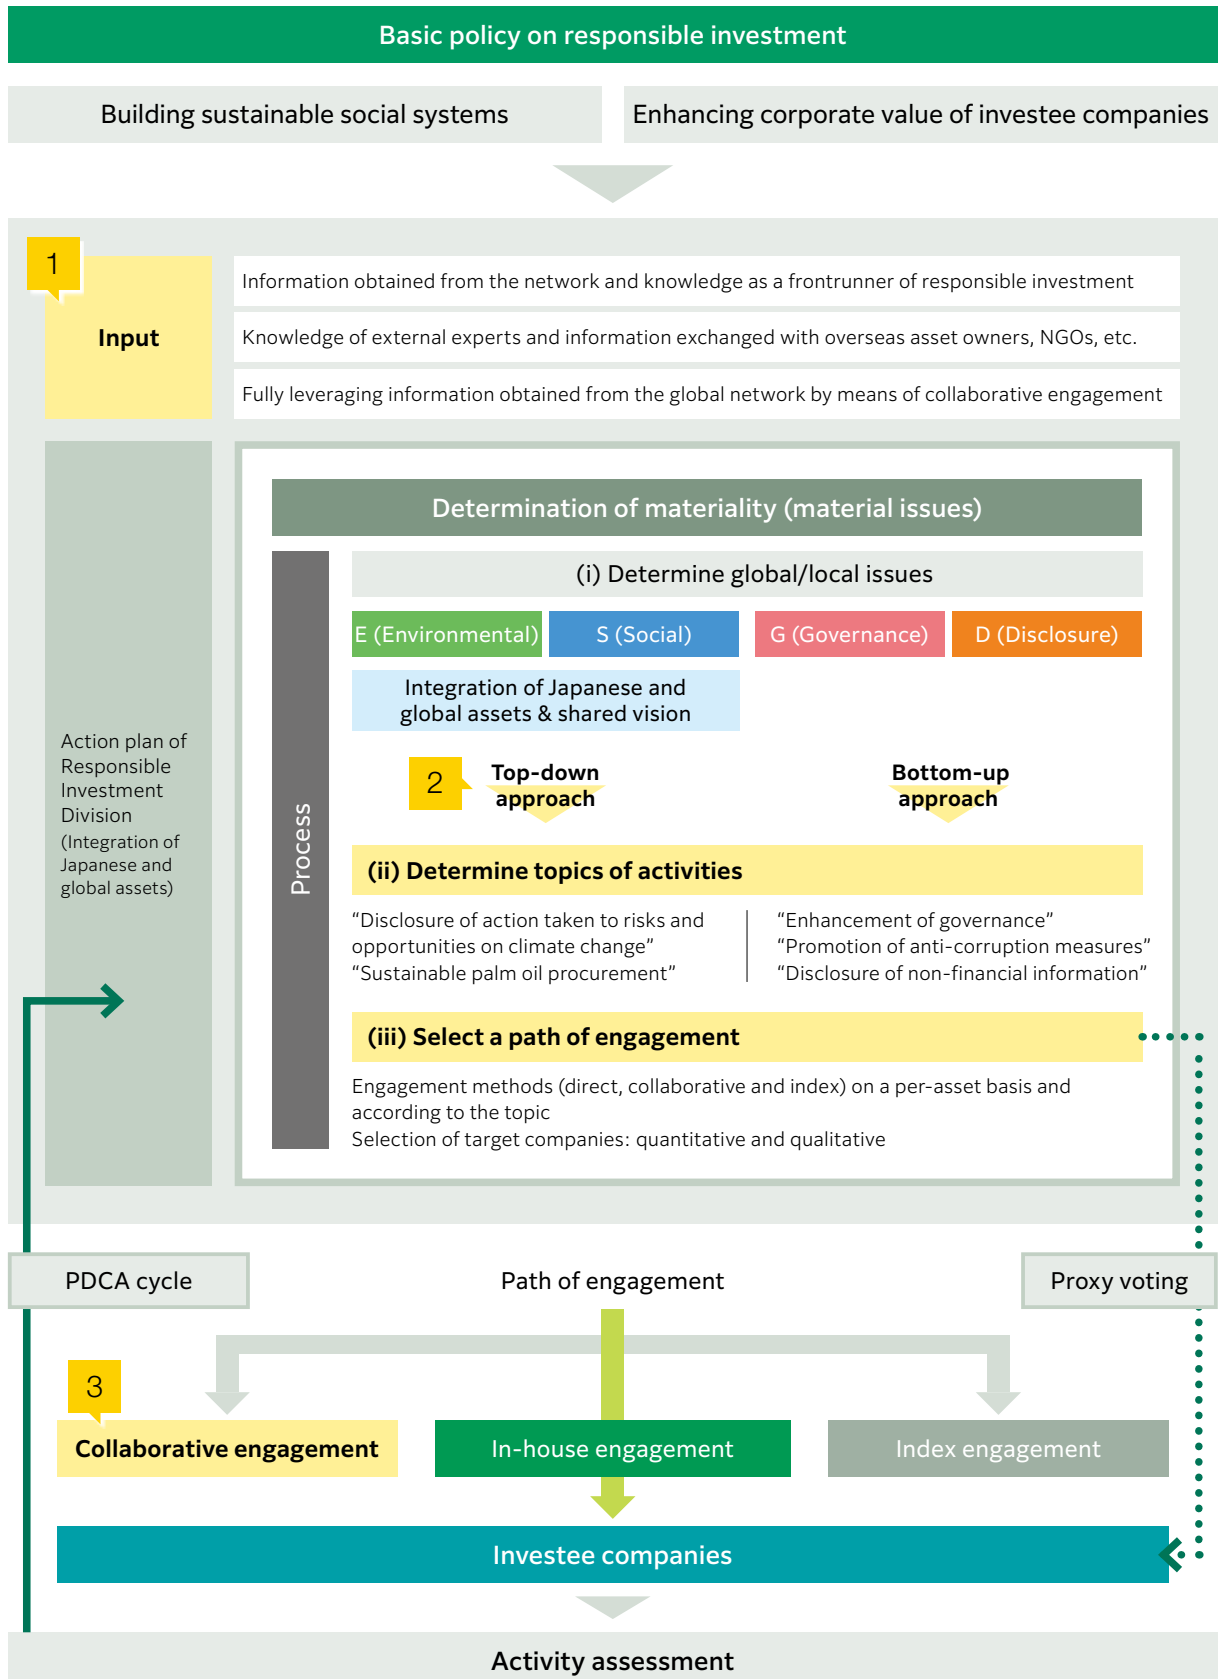 Basic policy on responsible investment
Building sustainable social systems
Enhancing corporate value of investee companies
1
Input
Information obtained from the network and knowledge as a frontrunner of responsible investment
Knowledge of external experts and information exchanged with overseas asset owners, NGOs, etc.
Fully leveraging information obtained from the global network by means of collaborative engagement
Action plan of
Responsible
Investment
Division
(Integration of
Japanese and
global assets)
Determination of materiality (material issues)
Process
(i) Determine global/local issues
E (Environmental)
S (Social)
G (Governance)
D (Disclosure)
Integration of Japanese and
global assets & shared vision
2
Top-down
approach
Bottom-up
approach
(ii) Determine topics of activities
“Disclosure of action taken to risks and
opportunities on climate change”
“Sustainable palm oil procurement”
“Enhancement of governance”
“Promotion of anti-corruption measures”
“Disclosure of non-financial information”
(iii) Select a path of engagement
Engagement methods (direct, collaborative and index) on a per-asset basis and
according to the topic
Selection of target companies: quantitative and qualitative
PDCA cycle
Path of engagement
Proxy voting
3
Collaborative engagement
In-house engagement
Index engagement
Investee companies
Activity assessment